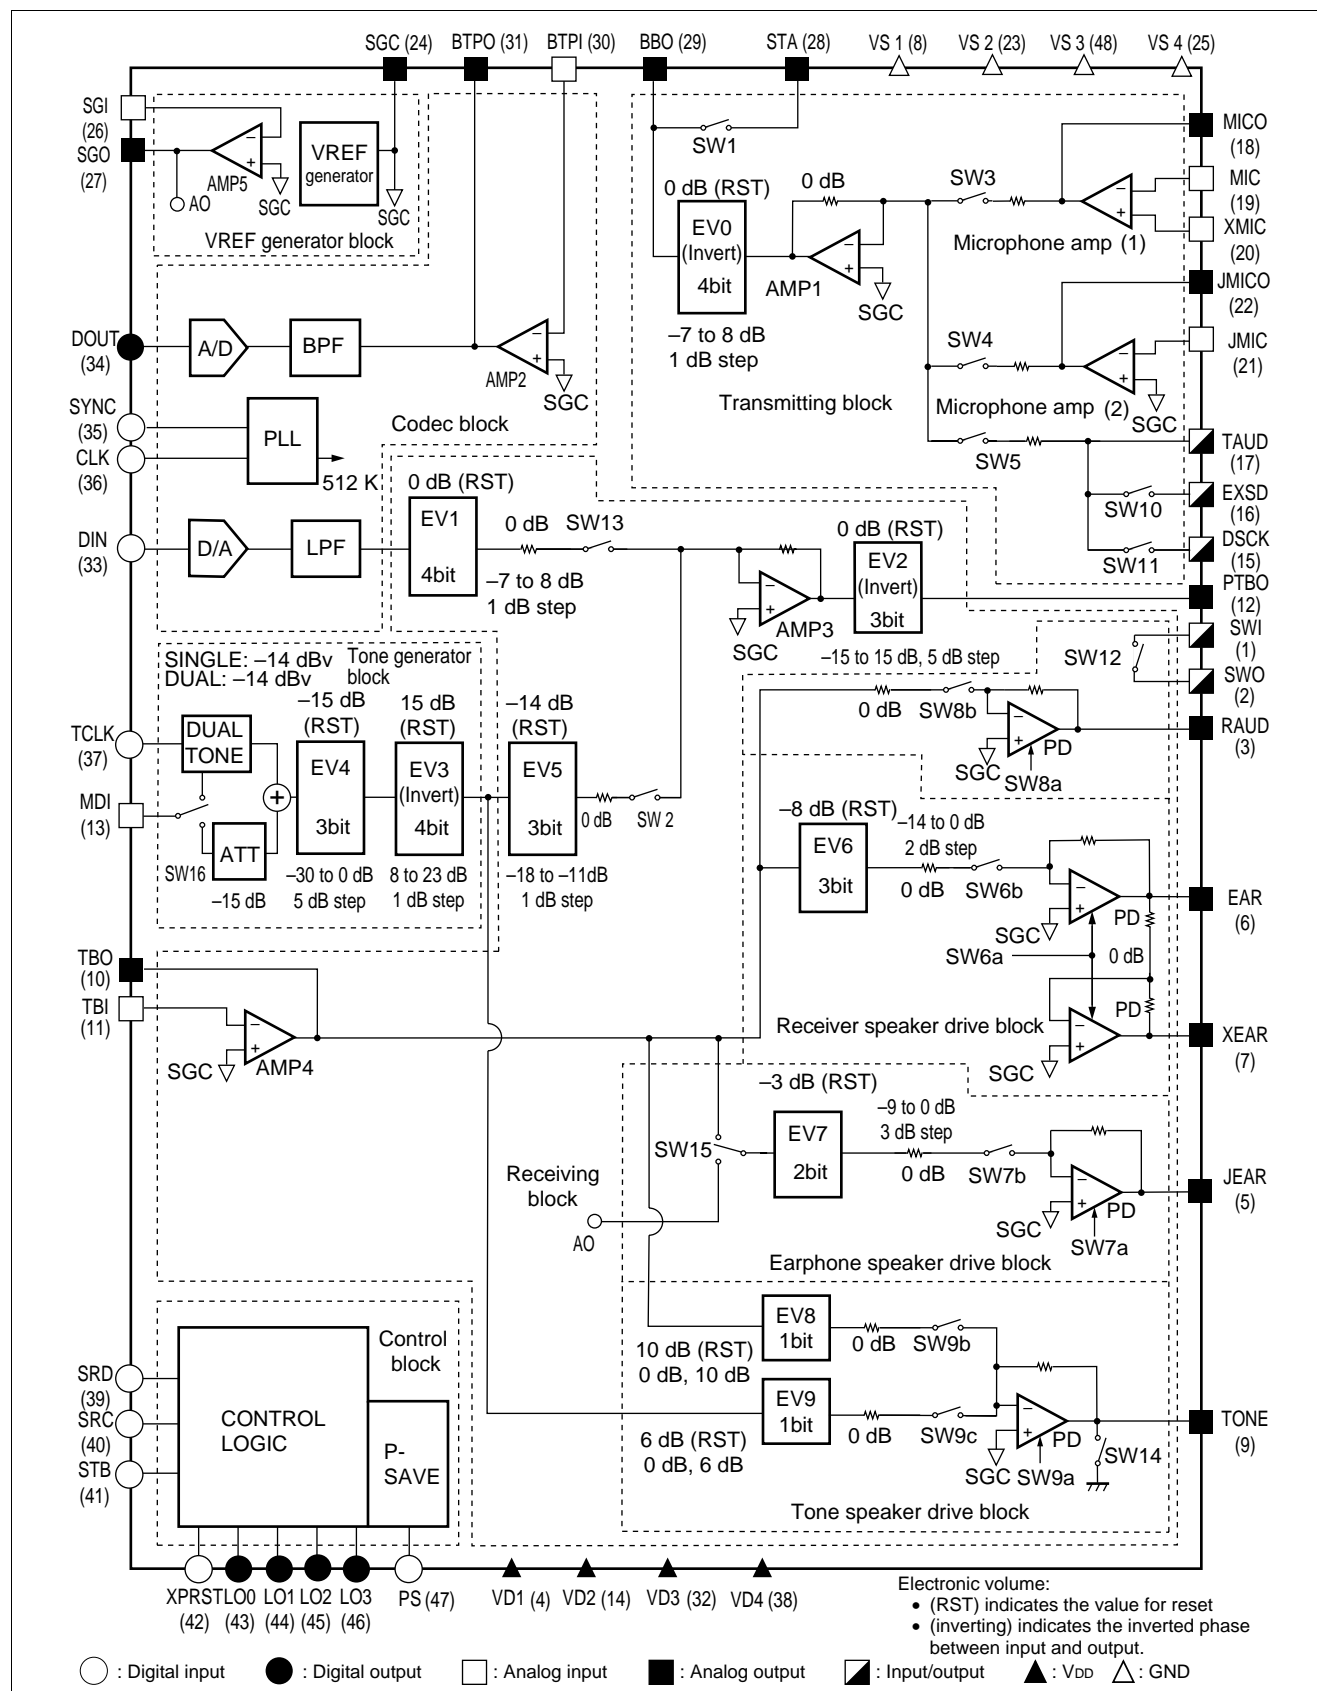 SGC (24) BTPO (31) BTPI (30) BBO (29) STA (28) VS 1 (8) VS 2 (23) VS 3 (48) VS 4 (25)
SGI
(26)
SGO
(27)
AMP5
AO
SGC
VREF
generator
SGC
VREF generator block
SW1
0 dB (RST)
EV0
(Invert)
4bit
–7 to 8 dB
1 dB step
0 dB
AMP1
SGC
SW3
Microphone amp (1)
MICO
(18)
MIC
(19)
XMIC
(20)
JMICO
(22)
JMIC
(21)
SW4
Microphone amp (2)
SGC
Transmitting block
SW5
TAUD
(17)
SW10
EXSD
(16)
SW11
DSCK
(15)
DOUT
(34)
A/D
BPF
AMP2
SGC
SYNC
(35)
CLK
(36)
PLL
512 K
Codec block
DIN
(33)
D/A
LPF
0 dB (RST)
EV1
4bit
0 dB
SW13
–7 to 8 dB
1 dB step
SGC
AMP3
0 dB (RST)
EV2
(Invert)
3bit
–15 to 15 dB, 5 dB step
PTBO
(12)
SWI
(1)
SW12
SWO
(2)
SINGLE: –14 dBv
DUAL: –14 dBv
Tone generator
block
TCLK
(37)
DUAL
TONE
MDI
(13)
SW16
ATT
–15 dB
+
–15 dB
(RST)
EV4
3bit
–30 to 0 dB
5 dB step
15 dB
(RST)
EV3
(Invert)
4bit
8 to 23 dB
1 dB step
–14 dB
(RST)
EV5
3bit
–18 to –11dB
1 dB step
0 dB
SW 2
0 dB
SW8b
SGC
PD
SW8a
RAUD
(3)
–8 dB (RST)
EV6
3bit
–14 to 0 dB
2 dB step
0 dB
SW6b
SGC
PD
SW6a
0 dB
EAR
(6)
PD
SGC
XEAR
(7)
Receiver speaker drive block
TBO
(10)
TBI
(11)
SGC
AMP4
–3 dB (RST)
SW15
EV7
2bit
–9 to 0 dB
3 dB step
0 dB
SW7b
SGC
PD
SW7a
JEAR
(5)
Receiving
block
AO
Earphone speaker drive block
EV8
1bit
10 dB (RST)
0 dB, 10 dB
0 dB
SW9b
EV9
1bit
6 dB (RST)
0 dB, 6 dB
0 dB
SW9c
SGC
PD
SW9a
SW14
TONE
(9)
Tone speaker drive block
Control
block
SRD
(39)
SRC
(40)
STB
(41)
CONTROL
LOGIC
P-
SAVE
XPRST LO0 LO1 LO2 LO3 PS (47) VD1 (4) VD2 (14) VD3 (32) VD4 (38)
(42) (43) (44) (45) (46)
Electronic volume:
• (RST) indicates the value for reset
• (inverting) indicates the inverted phase
between input and output.
: Digital input : Digital output : Analog input : Analog output : Input/output : VDD : GND